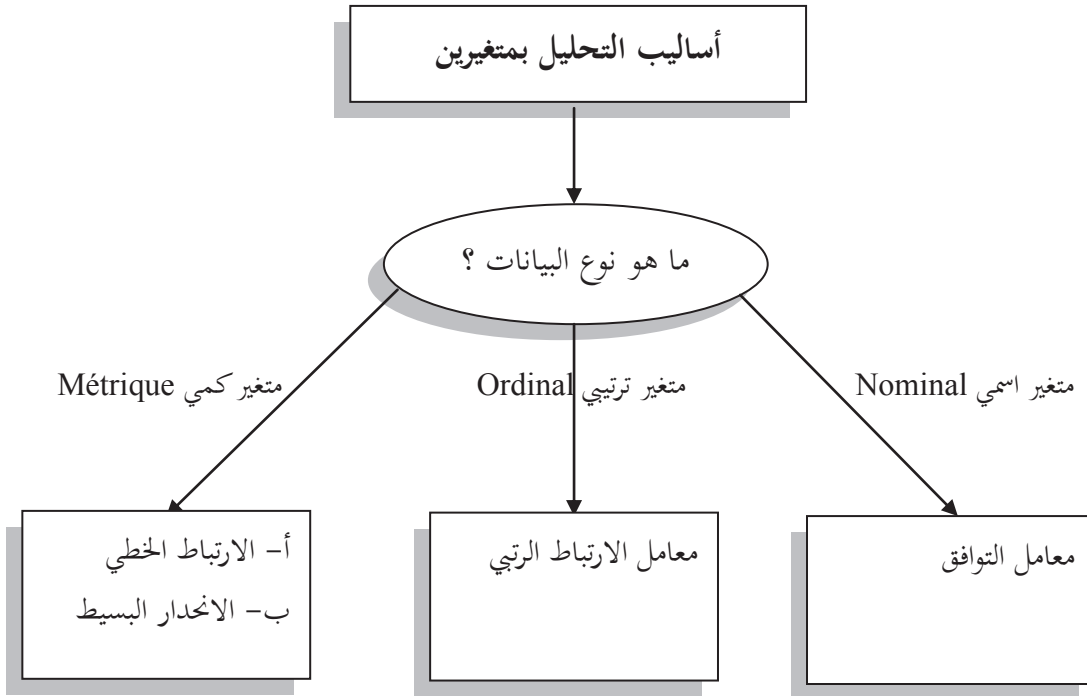 أساليب التحليل بمتغيرين
ما هو نوع البيانات ؟
متغير اسمي Nominal
متغير ترتيبي Ordinal
متغير كمي Métrique
معامل التوافق
معامل الارتباط الرتبي
أ- الارتباط الخطي
ب- الانحدار البسيط